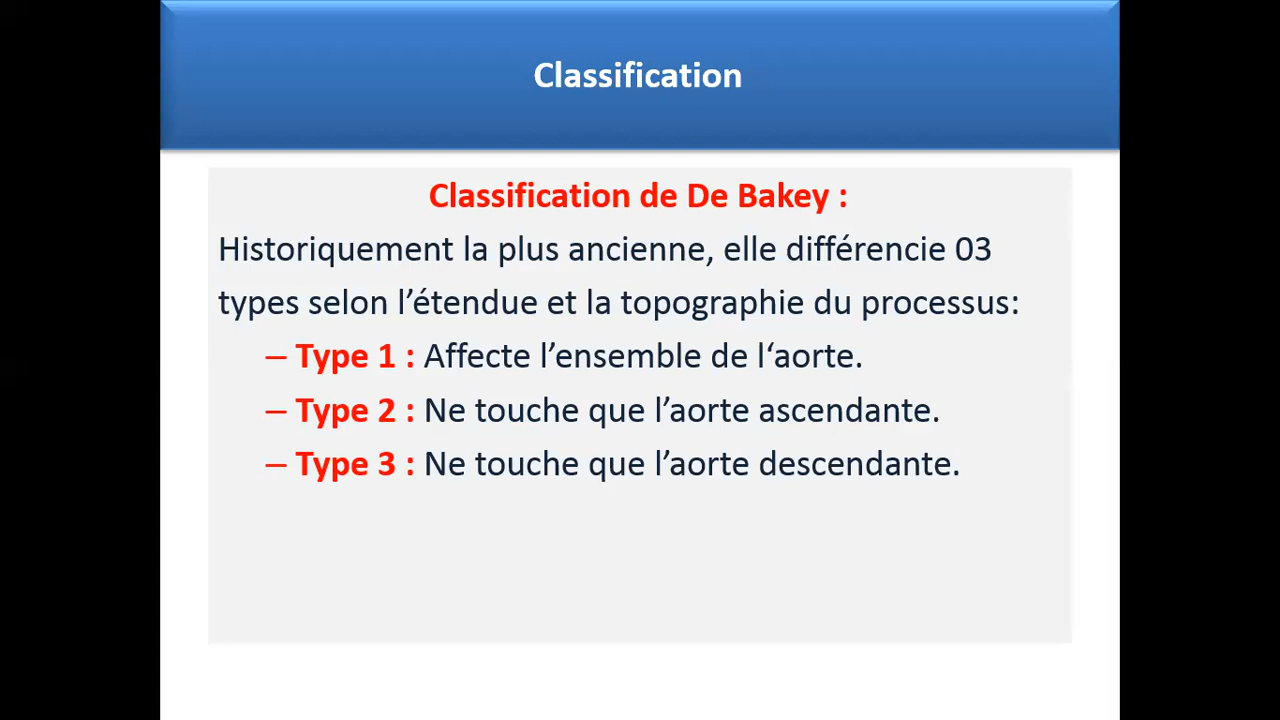 Classification
Classification de De Bakey :
Historiquement la plus ancienne, elle différencie 03
types selon l’étendue et la topographie du processus:
– Type 1 : Affecte l’ensemble de l‘aorte.
– Type 2 : Ne touche que l’aorte ascendante.
– Type 3 : Ne touche que l’aorte descendante.